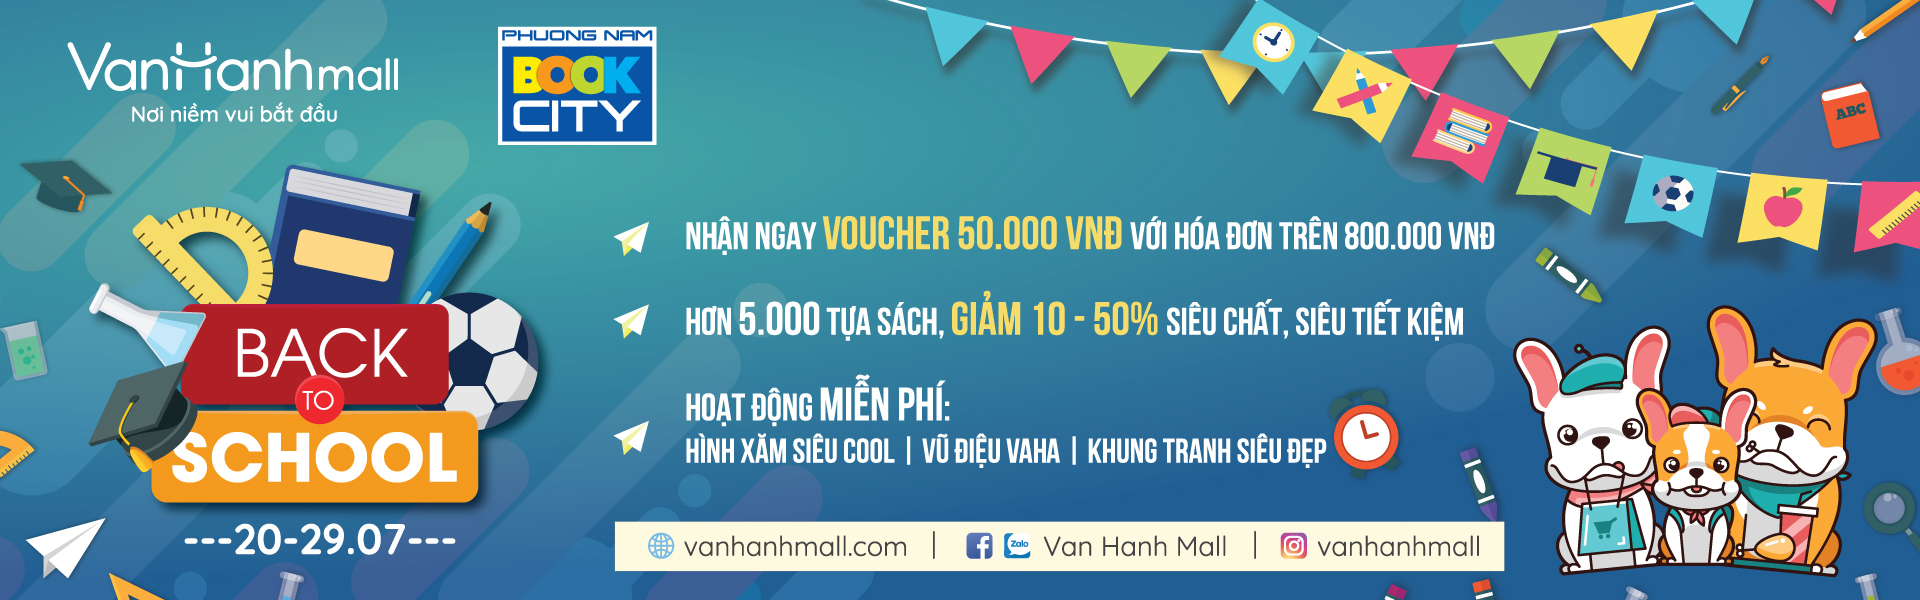 VanHanhmall
Nơi niềm vui bắt đầu
PHUONG NAM
BOOK
CITY
BACK
TO
SCHOOL
---20-29.07---
NHẬN NGAY VOUCHER 50.000 VNĐ VỚI HÓA ĐƠN TRÊN 800.000 VNĐ
HƠN 5.000 TỰA SÁCH, GIẢM 10 - 50% SIÊU CHẤT, SIÊU TIẾT KIỆM
HOẠT ĐỘNG MIỄN PHÍ:
HÌNH XĂM SIÊU COOL | VŨ ĐIỆU VAHA | KHUNG TRANH SIÊU ĐẸP
vanhanhmall.com | Zalo Van Hanh Mall | vanhanhmall
ABC